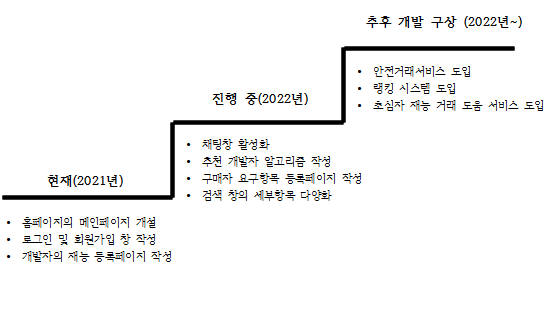 추후 개발 구상 (2022년~)
• 안전거래서비스 도입
• 랭킹 시스템 도입
• 초심자 재능 거래 도움 서비스 도입
진행 중(2022년)
• 채팅창 활성화
• 추천 개발자 알고리즘 작성
• 구매자 요구항목 등록페이지 작성
• 검색 창의 세부항목 다양화
현재(2021년)
• 홈페이지의 메인페이지 개설
• 로그인 및 회원가입 창 작성
• 개발자의 재능 등록페이지 작성